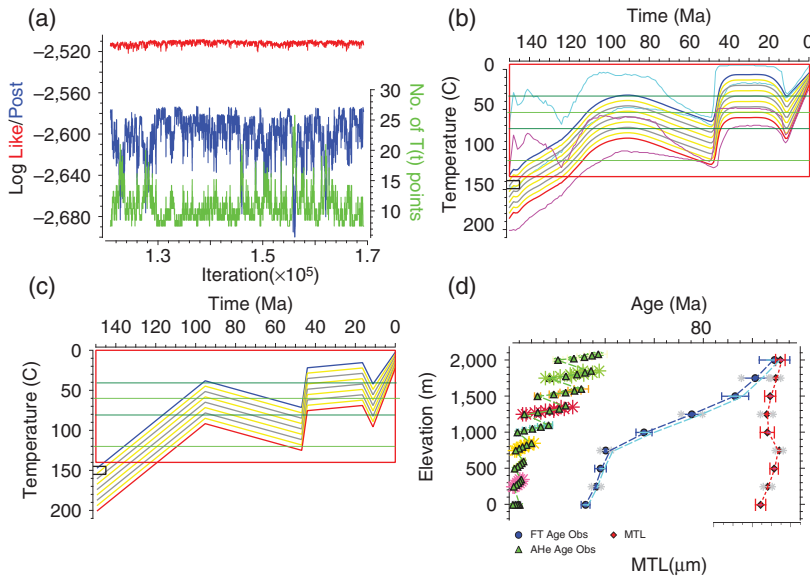 (a)
−2,520
−2,560
−2,600
−2,640
−2,680
Log Like/Post
30
25
20
15
10
No. of T(t) points
1.3
1.5
1.7
Iteration(×10⁵)
(b)
Time (Ma)
140 120 100 80 60 40 20 0
0
50
100
150
200
Temperature (C)
(c)
Time (Ma)
140 120 100 80 60 40 20 0
0
50
100
150
200
Temperature (C)
(d)
Age (Ma)
80
2,000
1,500
1,000
500
0
Elevation (m)
FT Age Obs
MTL
AHe Age Obs
MTL(μm)